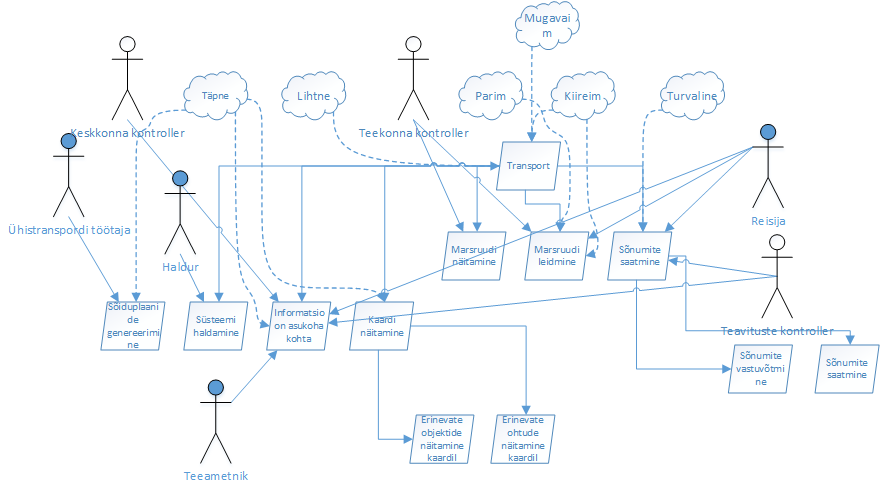 Mugavai
m
Täpne
Lihtne
Parim
Kiireim
Turvaline
Keskkonna kontroller
Teekonna kontroller
Transport
Ühistranspordi töötaja
Reisija
Haldur
Marsruudi
näitamine
Marsruudi
leidmine
Sõnumite
saatmine
Sõiduplaani
de
genereerimi
ne
Süsteemi
haldamine
Informatsio
on asukoha
kohta
Kaardi
näitamine
Teavituste kontroller
Sõnumite
vastuvõtmi
ne
Sõnumite
saatmine
Teeametnik
Erinevate
objektide
näitamine
kaardil
Erinevate
ohtude
näitamine
kaardil